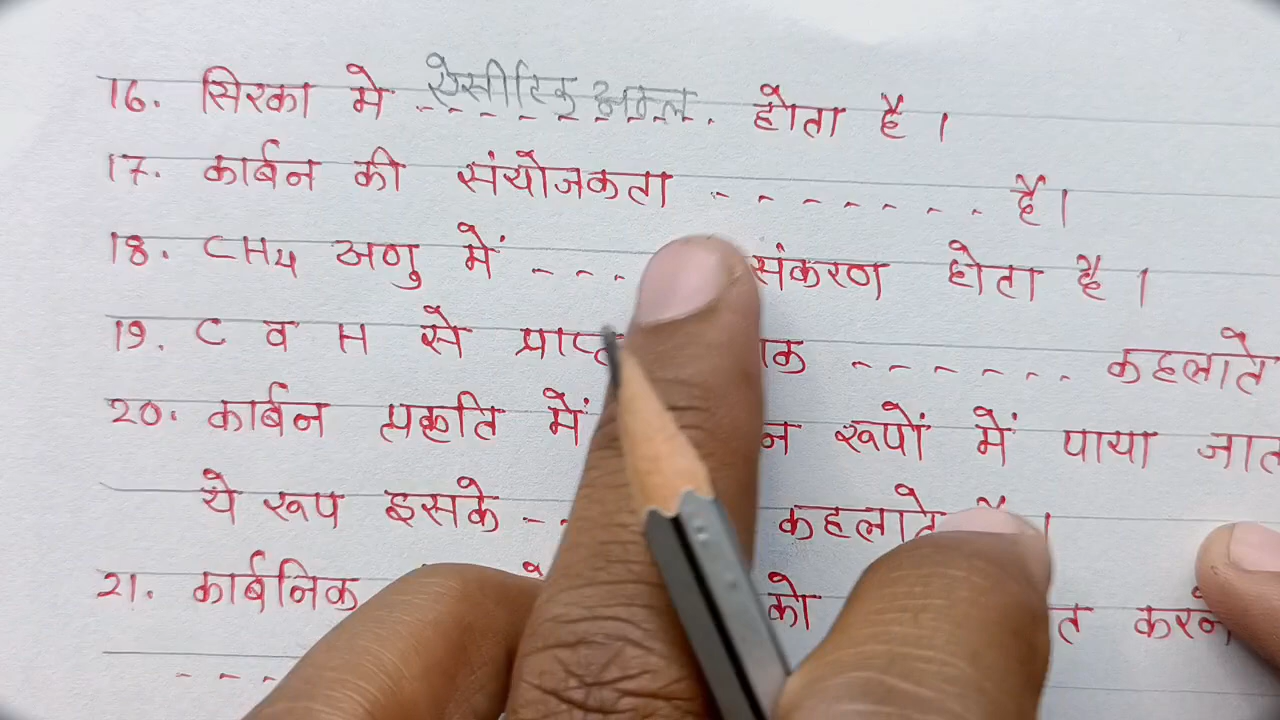 16. सिरका मे ऐसीटिक अम्ल होता है।
17. कार्बन की संयोजकता - - - - - - - - है।
18. CH4 अणु में - - - संकरण होता है।
19. C व H से प्राप्त - - - - - - कहलाते
20. कार्बन प्रकृति में रूपों में पाया
ये रूप इसके - - कहलाते है।
21. कार्बनिक को करने
- - - -